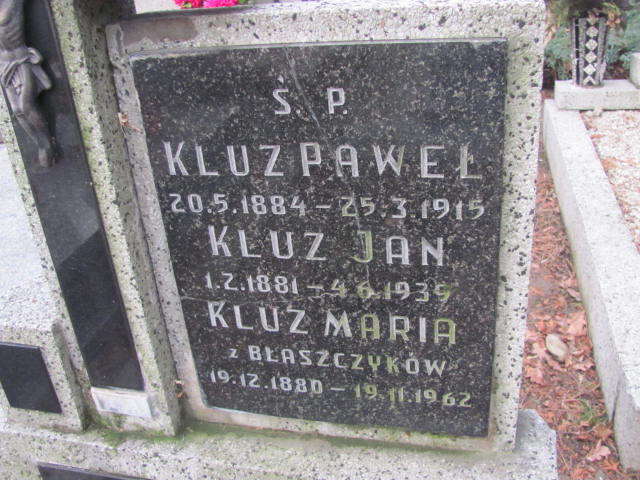 Ś. P.
KLUZ PAWEŁ
20.5.1884 - 25.3.1915
KLUZ JAN
1.2.1881 - 4.6.1939
KLUZ MARIA
z BŁASZCZYKÓW
19.12.1880 - 19.11.1962